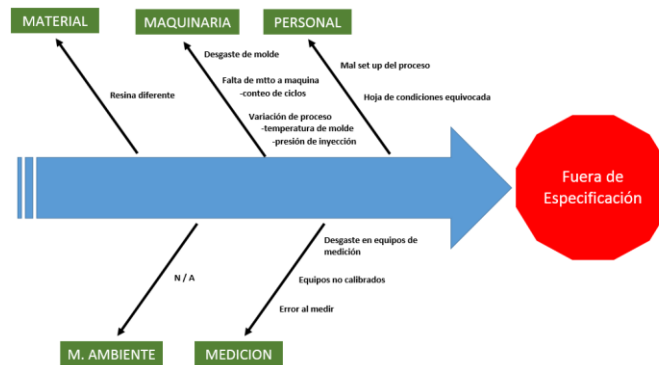 MATERIAL
MAQUINARIA
PERSONAL
Resina diferente
Desgaste de molde
Falta de mtto a maquina
-conteo de ciclos
Variación de proceso
-temperatura de molde
-presión de inyección
Mal set up del proceso
Hoja de condiciones equivocada
Fuera de
Especificación
N / A
Desgaste en equipos de
medición
Equipos no calibrados
Error al medir
M. AMBIENTE
MEDICION